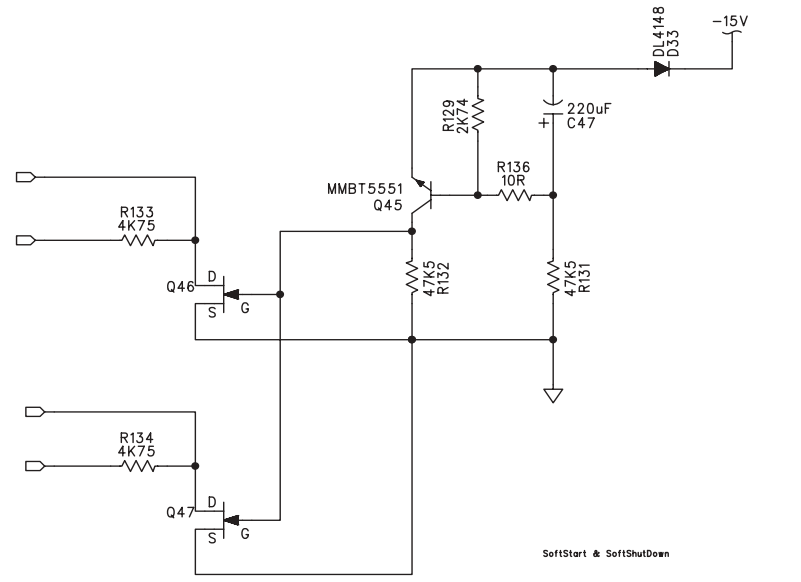 -15V
DL4148
D33
R129
2K74
220uF
+ C47
R136
10R
MMBT5551
Q45
R133
4K75
47K5
R132
47K5
R131
D
Q46
S
G
R134
4K75
D
Q47
S
G
SoftStart & SoftShutDown